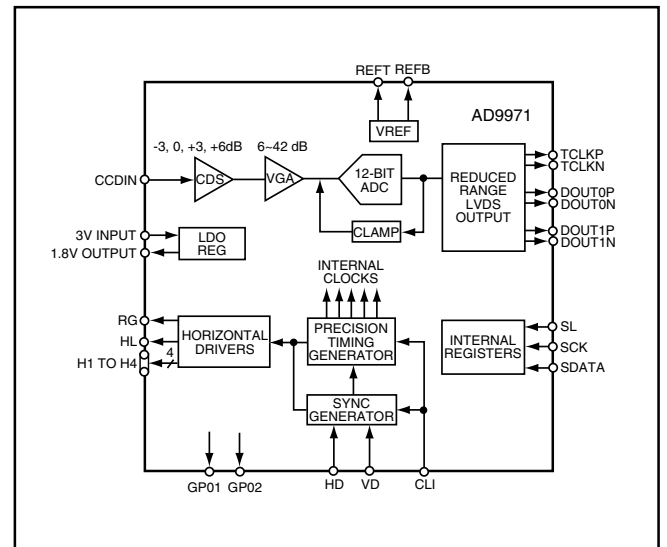 REFT REFB
AD9971
VREF
-3, 0, +3, +6dB
6~42 dB
CCDIN
CDS
VGA
12-BIT
ADC
CLAMP
REDUCED
RANGE
LVDS
OUTPUT
TCLKP
TCLKN
DOUT0P
DOUT0N
DOUT1P
DOUT1N
3V INPUT
1.8V OUTPUT
LDO
REG
INTERNAL
CLOCKS
RG
HL
H1 TO H4
4
HORIZONTAL
DRIVERS
PRECISION
TIMING
GENERATOR
SYNC
GENERATOR
INTERNAL
REGISTERS
SL
SCK
SDATA
GP01
GP02
HD
VD
CLI